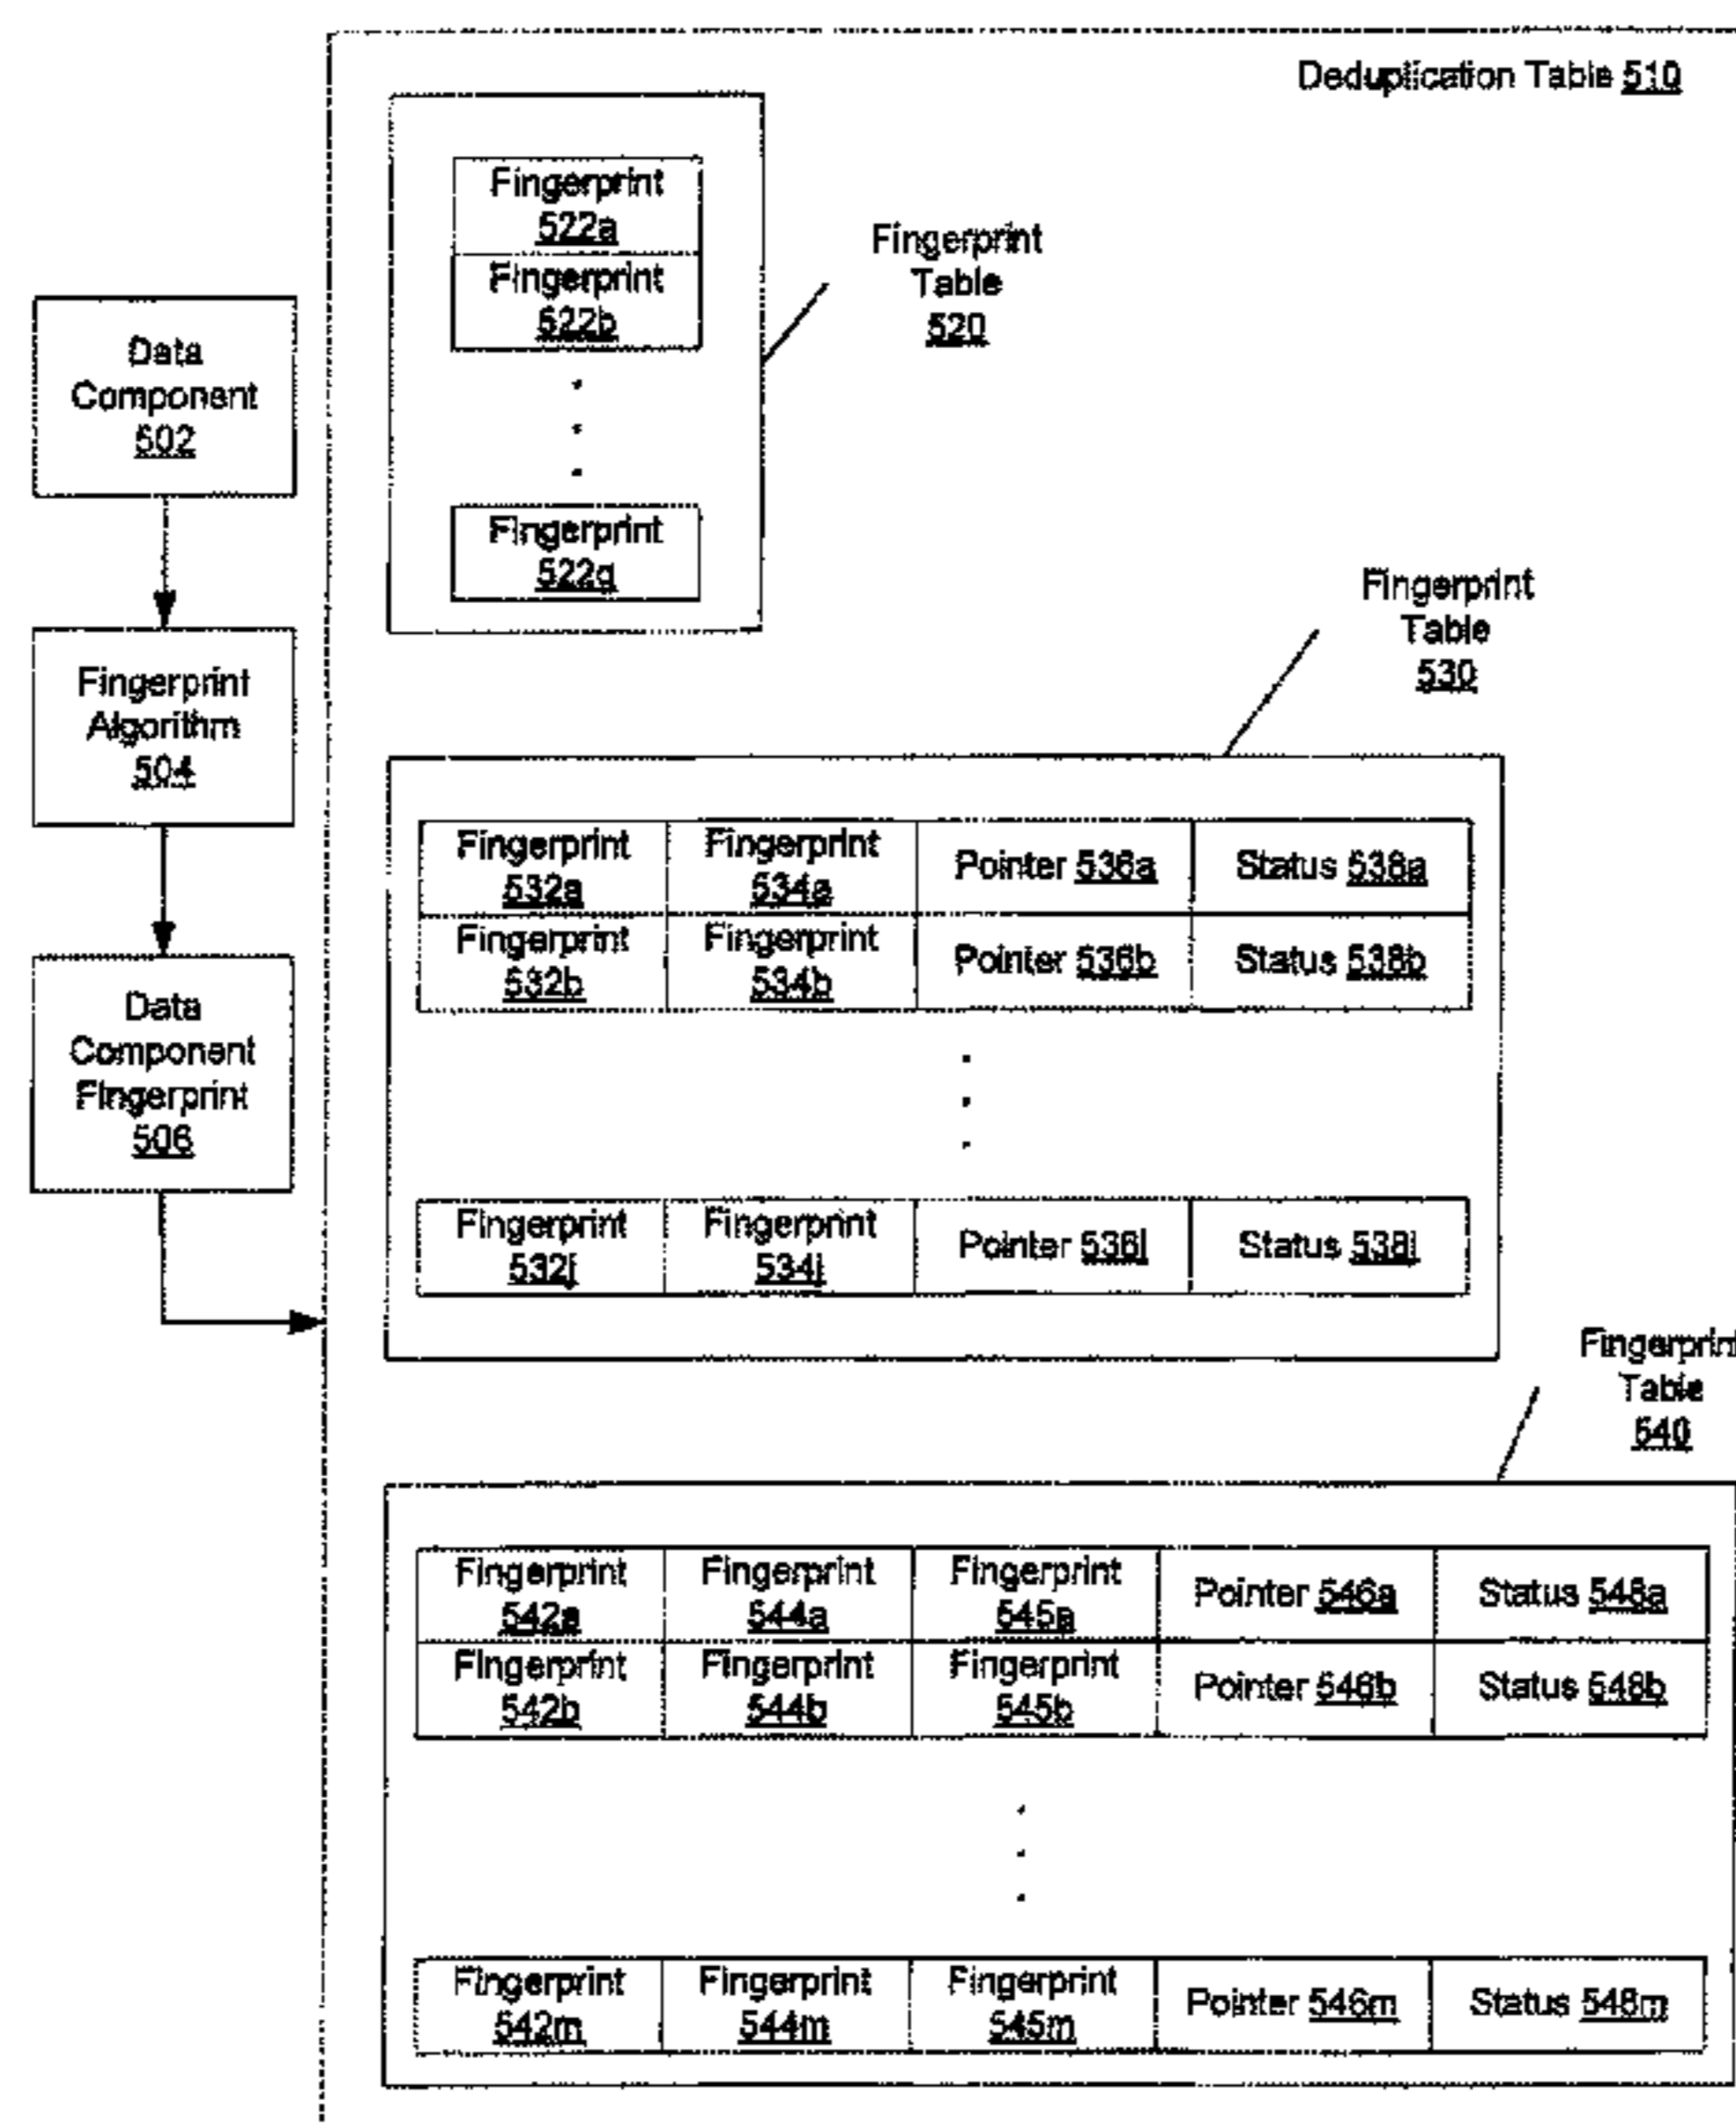 Deduplication Table 510
Fingerprint
522a
Fingerprint
522b
Fingerprint
522g
Fingerprint
Table
520
Data
Component
502
Fingerprint
Algorithm
504
Data
Component
Fingerprint
506
Fingerprint
Table
530
Fingerprint
532a
Fingerprint
534a
Pointer 536a
Status 538a
Fingerprint
532b
Fingerprint
534b
Pointer 536b
Status 538b
Fingerprint
532j
Fingerprint
534j
Pointer 536j
Status 538j
Fingerprint
Table
540
Fingerprint
542a
Fingerprint
544a
Fingerprint
545a
Pointer 546a
Status 548a
Fingerprint
542b
Fingerprint
544b
Fingerprint
545b
Pointer 546b
Status 548b
Fingerprint
542m
Fingerprint
544m
Fingerprint
545m
Pointer 546m
Status 548m